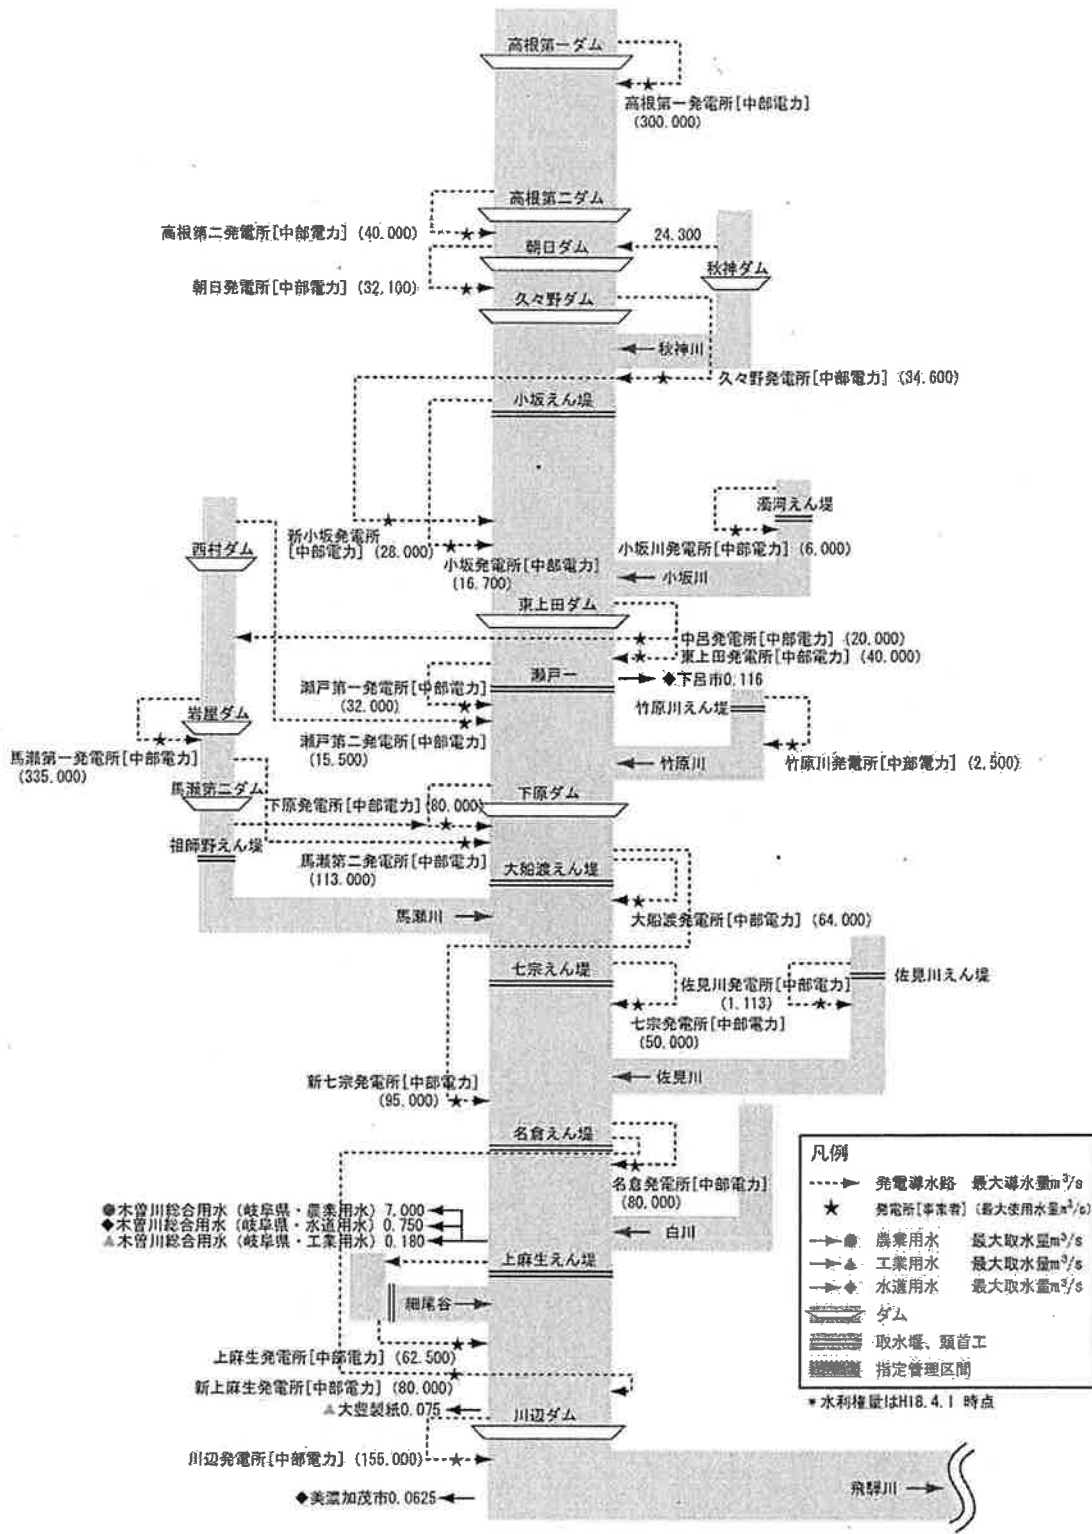 高根第一ダム
高根第一発電所[中部電力]
(300.000)
高根第二ダム
高根第二発電所[中部電力] (40.000)
24.300
朝日ダム
秋神ダム
朝日発電所[中部電力] (32.100)
久々野ダム
秋神川
久々野発電所[中部電力] (34.600)
小坂えん堤
濁河えん堤
新小坂発電所
[中部電力] (28.000)
西村ダム
小坂川発電所[中部電力] (6.000)
小坂発電所[中部電力]
(16.700)
小坂川
東上田ダム
中呂発電所[中部電力] (20.000)
東上田発電所[中部電力] (40.000)
瀬戸一
◆下呂市0.116
瀬戸第一発電所[中部電力]
(32.000)
竹原川えん堤
岩屋ダム
瀬戸第二発電所[中部電力]
(15.500)
馬瀬第一発電所[中部電力]
(335.000)
竹原川
竹原川発電所[中部電力] (2.500)
馬瀬第二ダム
下原発電所[中部電力] (80.000)
下原ダム
祖師野えん堤
馬瀬第二発電所[中部電力]
(113.000)
大船渡えん堤
馬瀬川
大船渡発電所[中部電力] (64.000)
七宗えん堤
佐見川えん堤
佐見川発電所[中部電力]
(1.113)
七宗発電所[中部電力]
(50.000)
佐見川
新七宗発電所[中部電力]
(95.000)
名倉えん堤
名倉発電所[中部電力]
(80.000)
●木曽川総合用水 (岐阜県・農業用水) 7.000
◆木曽川総合用水 (岐阜県・水道用水) 0.750
▲木曽川総合用水 (岐阜県・工業用水) 0.180
白川
上麻生えん堤
細尾谷
上麻生発電所[中部電力] (62.500)
新上麻生発電所[中部電力] (80.000)
▲大豊製紙0.075
川辺ダム
川辺発電所[中部電力] (155.000)
飛騨川
◆美濃加茂市0.0625
凡例
発電導水路 最大導水量m³/s
★ 発電所[事業者] (最大使用水量m³/s)
● 農業用水 最大取水量m³/s
▲ 工業用水 最大取水量m³/s
◆ 水道用水 最大取水量m³/s
ダム
取水堰、頭首工
指定管理区間
*水利権量はH18.4.1 時点